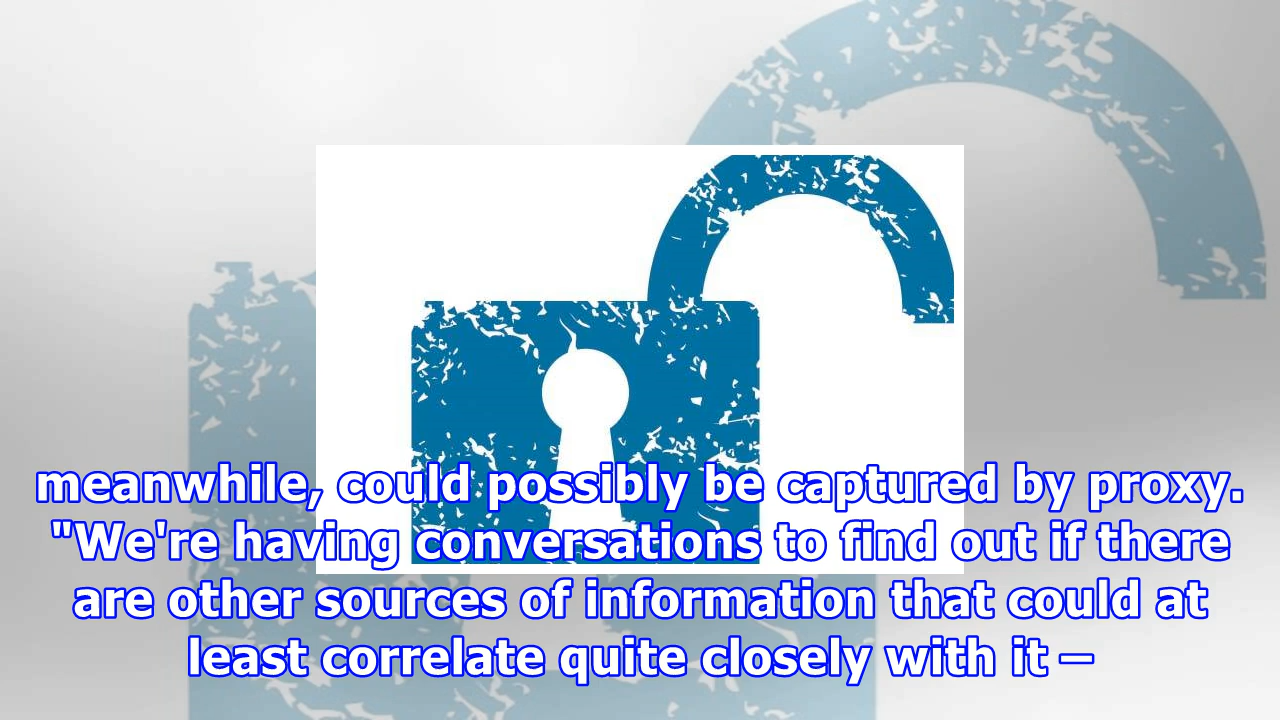 meanwhile, could possibly be captured by proxy.
"We're having conversations to find out if there
are other sources of information that could at
least correlate quite closely with it –